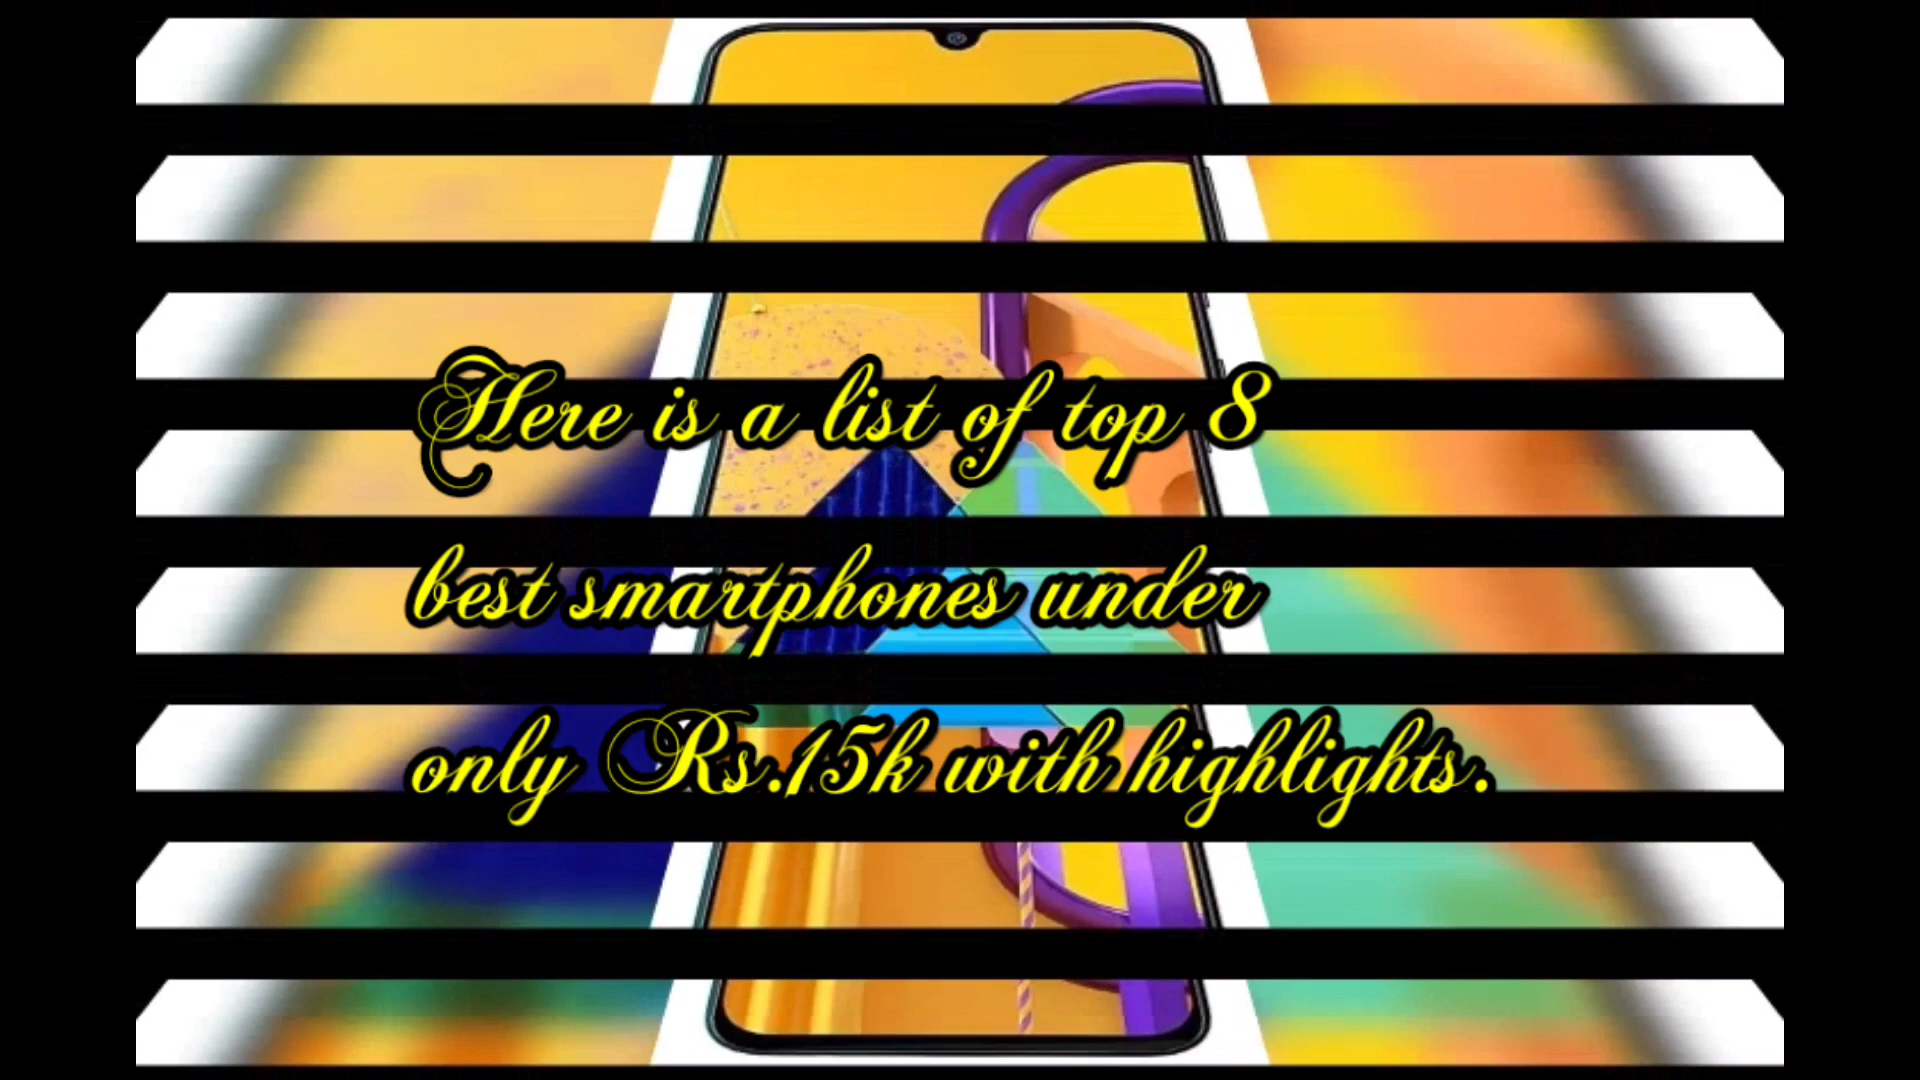 Here is a list of top 8
best smartphones under
only Rs.15k with highlights.